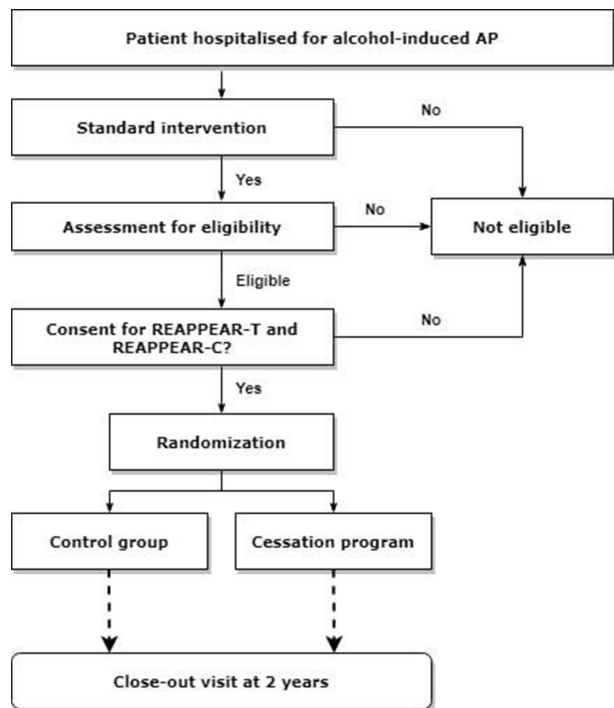 Patient hospitalised for alcohol-induced AP
Standard intervention
No
Yes
Assessment for eligibility
No
Not eligible
Eligible
Consent for REAPPEAR-T and
REAPPEAR-C?
No
Yes
Randomization
Control group
Cessation program
Close-out visit at 2 years